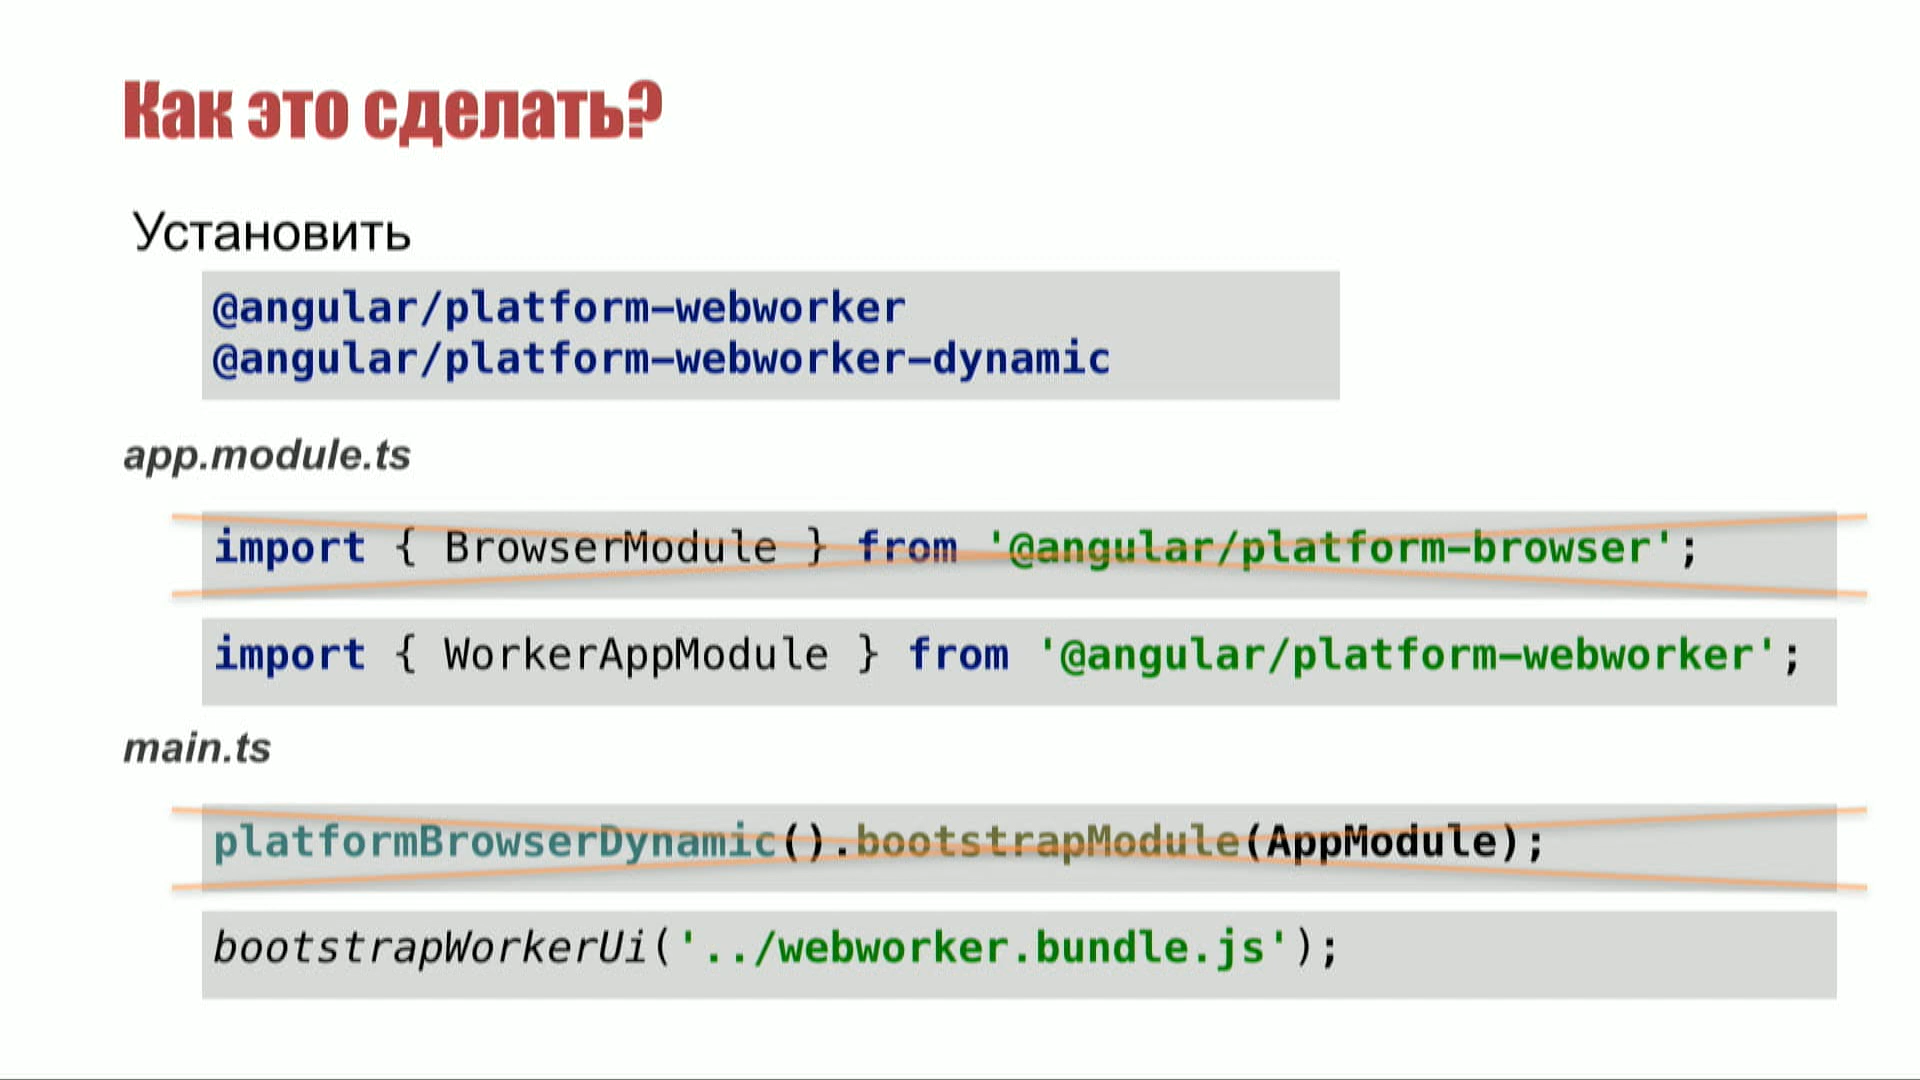 Как это сделать?
Установить
@angular/platform-webworker
@angular/platform-webworker-dynamic
app.module.ts
import { BrowserModule } from '@angular/platform-browser';
import { WorkerAppModule } from '@angular/platform-webworker';
main.ts
platformBrowserDynamic().bootstrapModule(AppModule);
bootstrapWorkerUi('../webworker.bundle.js');